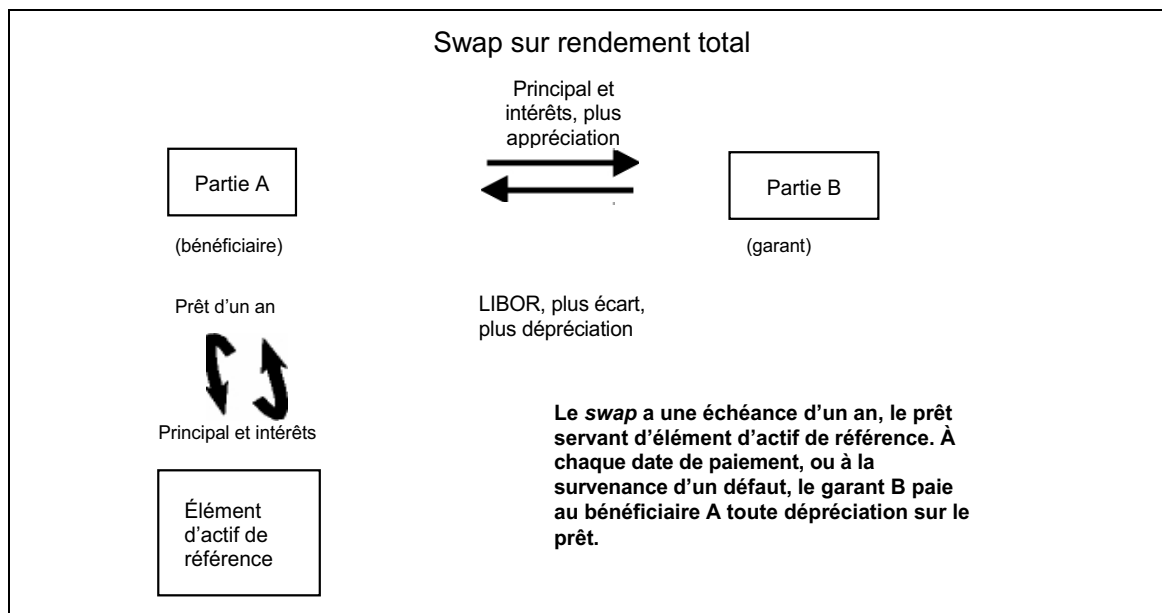 Swap sur rendement total
Principal et
intérêts, plus
appréciation
Partie A
Partie B
(bénéficiaire)
(garant)
Prêt d’un an
LIBOR, plus écart,
plus dépréciation
Principal et intérêts
Élément
d’actif de
référence
Le swap a une échéance d’un an, le prêt
servant d’élément d’actif de référence. À
chaque date de paiement, ou à la
survenance d’un défaut, le garant B paie
au bénéficiaire A toute dépréciation sur le
prêt.